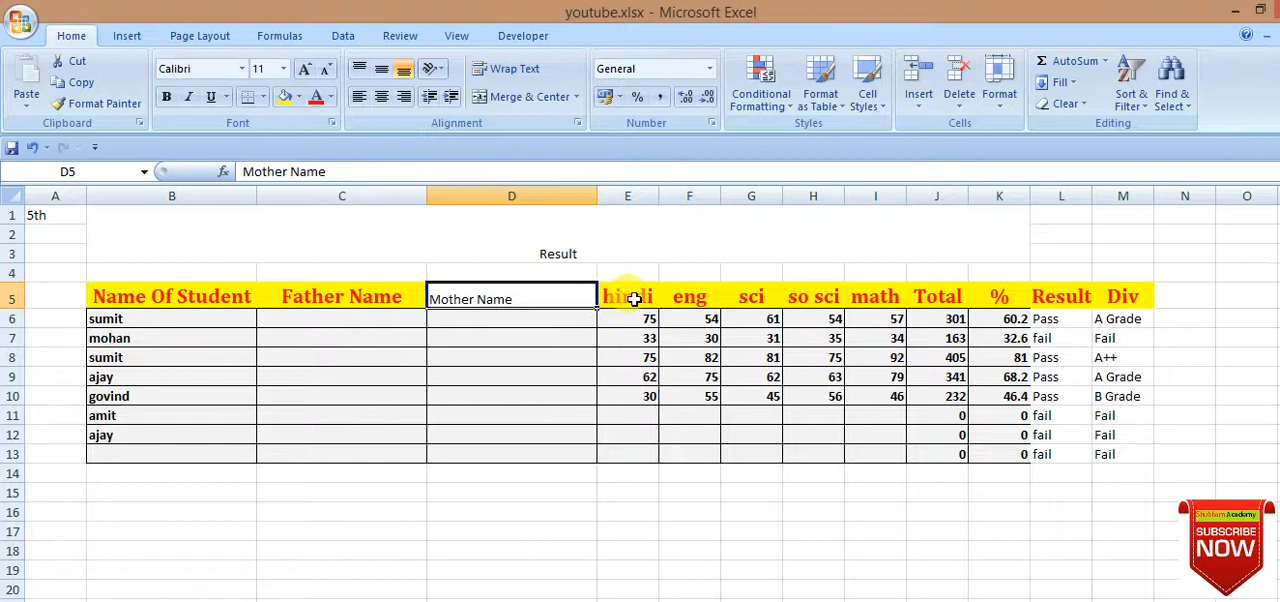 youtube.xlsx - Microsoft Excel
Home Insert Page Layout Formulas Data Review View Developer
Cut
Copy
Paste
Format Painter
Clipboard
Calibri 11
B I U
Font
Wrap Text
Merge & Center
Alignment
General
Number
Conditional Formatting
Format as Table
Cell Styles
Styles
Insert Delete Format
Cells
AutoSum
Fill
Clear
Sort & Filter
Find & Select
Editing
D5 fx Mother Name
A B C D E F G H I J K L M N O
1 5th
2
3 Result
4
5 Name Of Student Father Name Mother Name hindi eng sci so sci math Total % Result Div
6 sumit 75 54 61 54 57 301 60.2 Pass A Grade
7 mohan 33 30 31 35 34 163 32.6 fail Fail
8 sumit 75 82 81 75 92 405 81 Pass A++
9 ajay 62 75 62 63 79 341 68.2 Pass A Grade
10 govind 30 55 45 56 46 232 46.4 Pass B Grade
11 amit 0 0 fail Fail
12 ajay 0 0 fail Fail
13 0 0 fail Fail
14
15
16
17
18
19
20
Shubham Academy
SUBSCRIBE
NOW